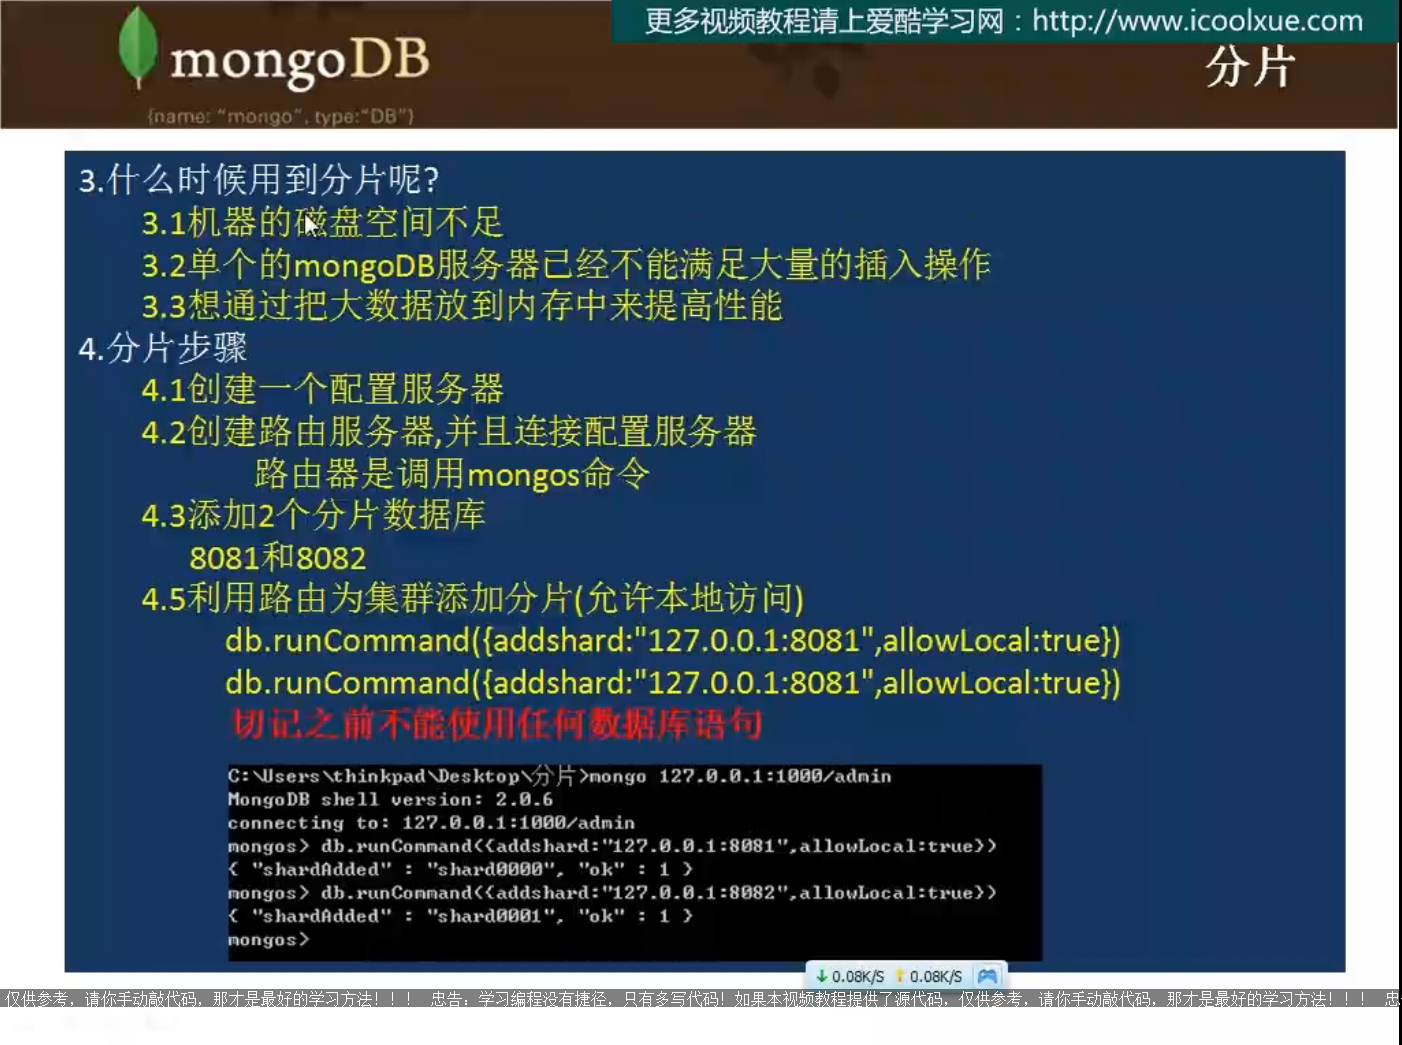 更多视频教程请上爱酷学习网：http://www.icoolxue.com
mongoDB
分片
{name: "mongo", type:"DB"}
3.什么时候用到分片呢?
3.1机器的磁盘空间不足
3.2单个的mongoDB服务器已经不能满足大量的插入操作
3.3想通过把大数据放到内存中来提高性能
4.分片步骤
4.1创建一个配置服务器
4.2创建路由服务器,并且连接配置服务器
路由器是调用mongos命令
4.3添加2个分片数据库
8081和8082
4.5利用路由为集群添加分片(允许本地访问)
db.runCommand({addshard:"127.0.0.1:8081",allowLocal:true})
db.runCommand({addshard:"127.0.0.1:8081",allowLocal:true})
切记之前不能使用任何数据库语句
C:\Users\thinkpad\Desktop\分片>mongo 127.0.0.1:1000/admin
MongoDB shell version: 2.0.6
connecting to: 127.0.0.1:1000/admin
mongos> db.runCommand({addshard:"127.0.0.1:8081",allowLocal:true})
{ "shardAdded" : "shard0000", "ok" : 1 }
mongos> db.runCommand({addshard:"127.0.0.1:8082",allowLocal:true})
{ "shardAdded" : "shard0001", "ok" : 1 }
mongos>
0.08K/S 0.08K/S
仅供参考，请你手动敲代码，那才是最好的学习方法！！！ 忠告：学习编程没有捷径，只有多写代码！如果本视频教程提供了源代码，仅供参考，请你手动敲代码，那才是最好的学习方法！！！ 忠